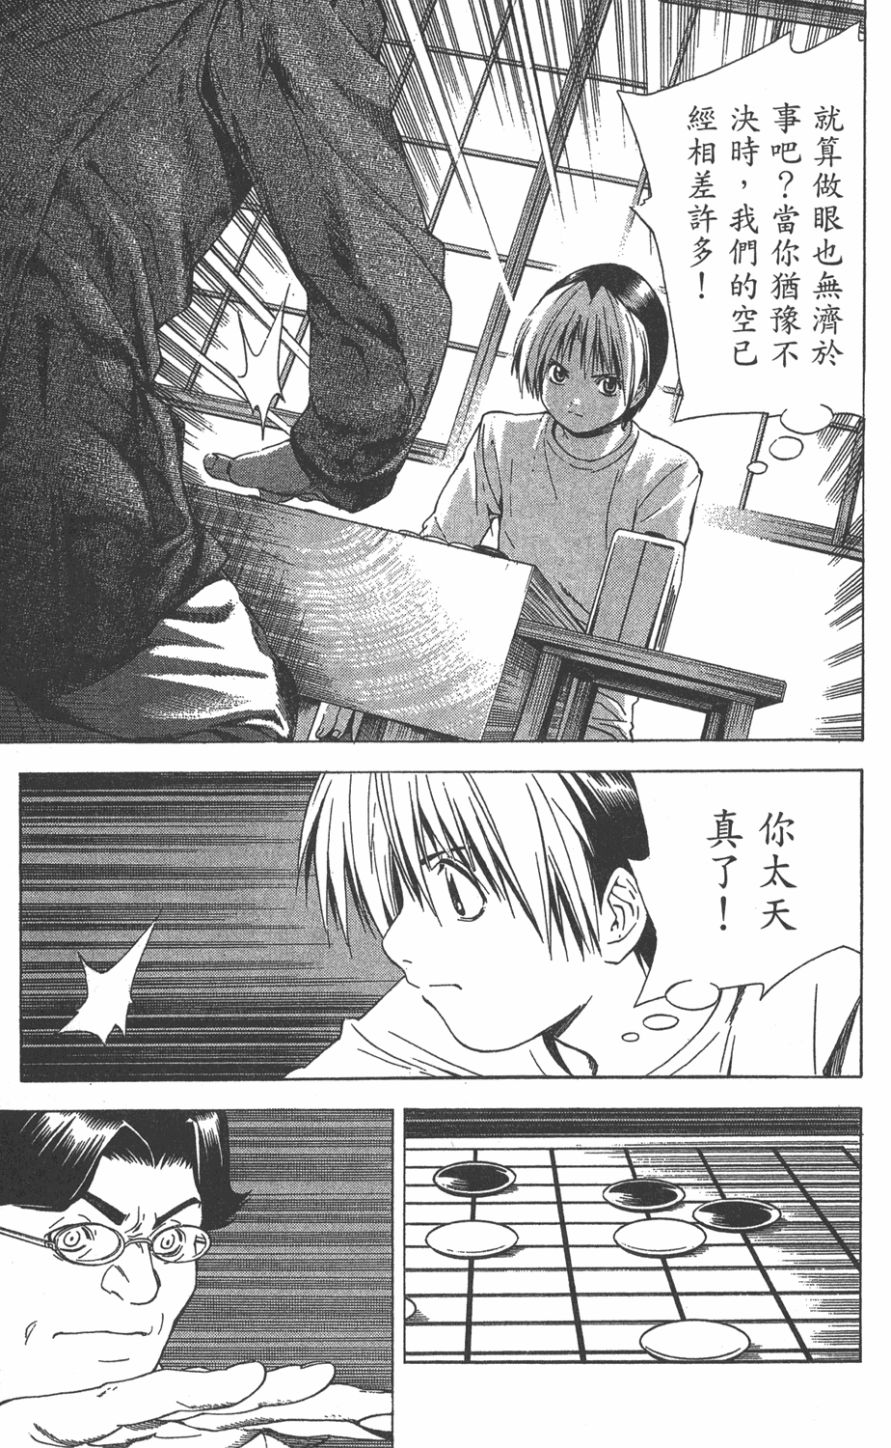 就算做眼也無濟於
事吧？當你猶豫不
決時，我們的空已
經相差許多！
你太天
真了！